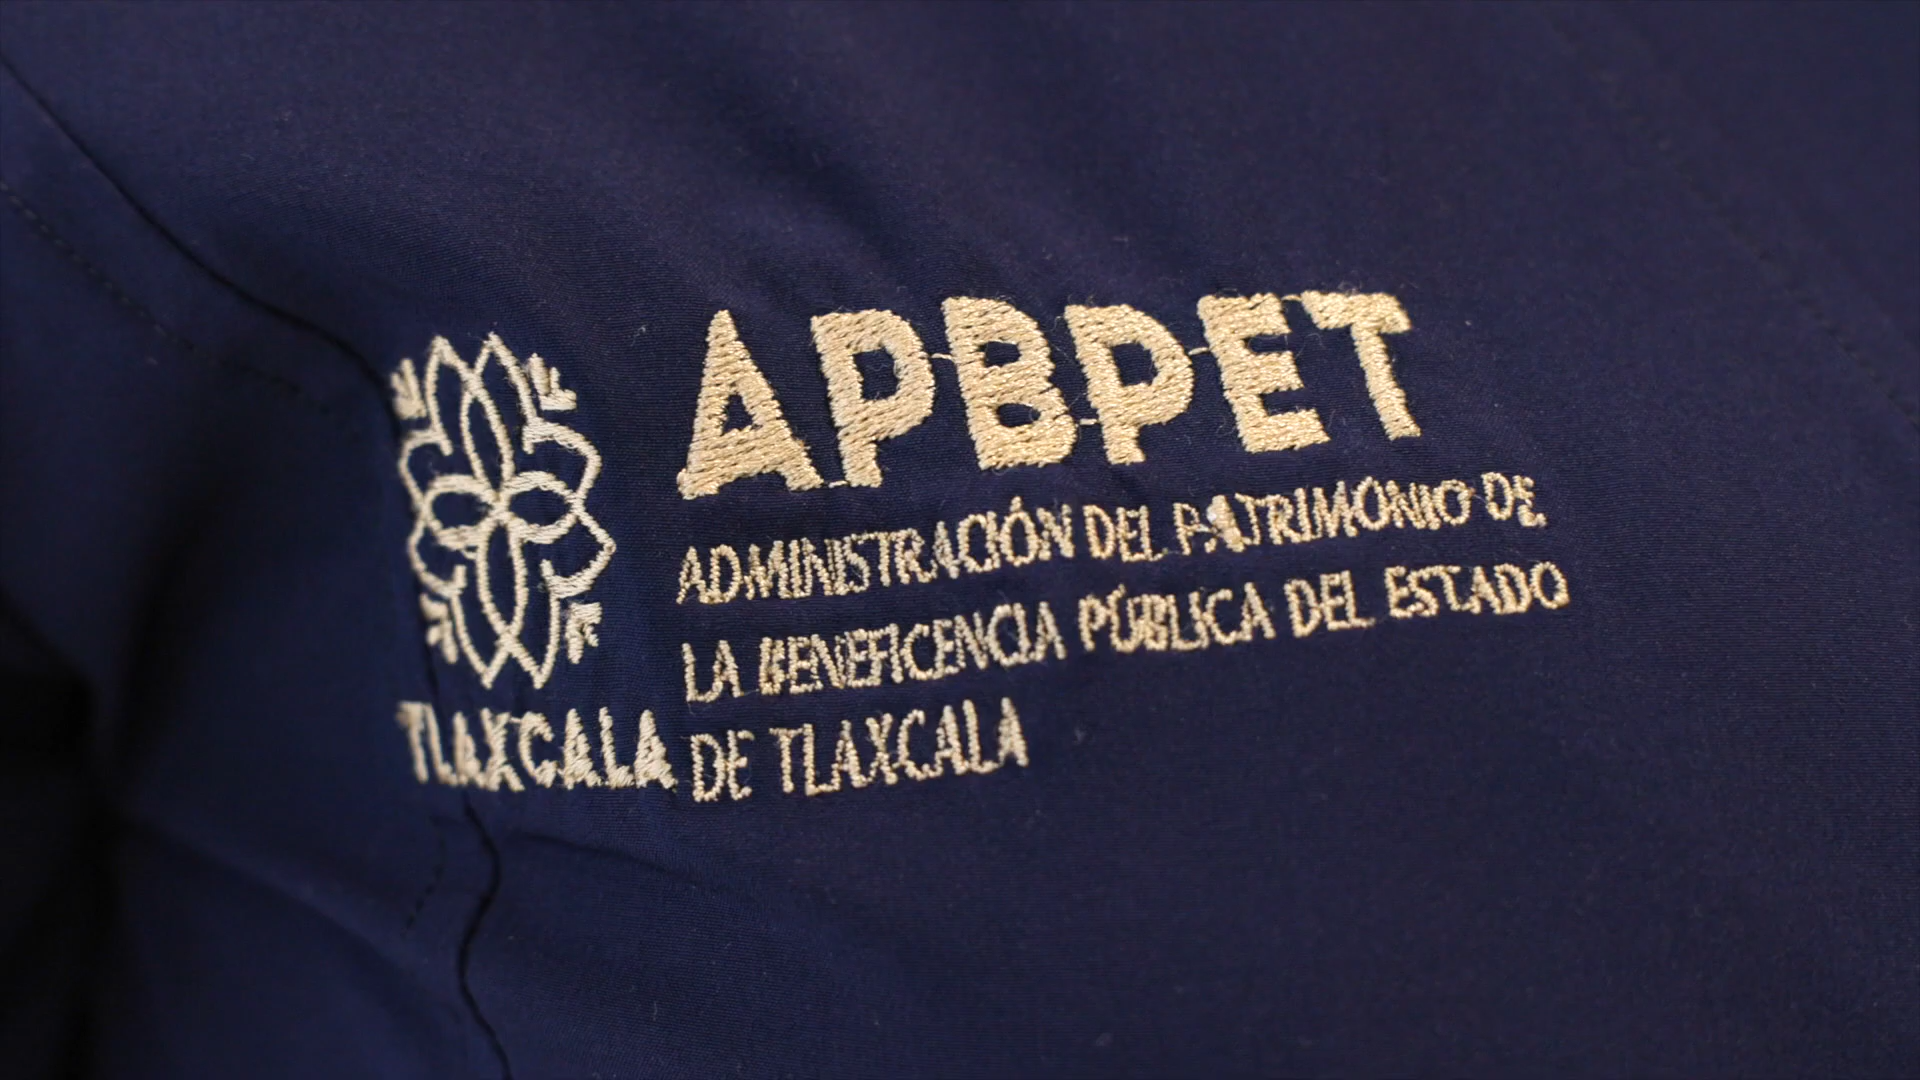 APBPET
ADMINISTRACIÓN DEL PATRIMONIO DE
LA BENEFICENCIA PÚBLICA DEL ESTADO
DE TLAXCALA
TLAXCALA